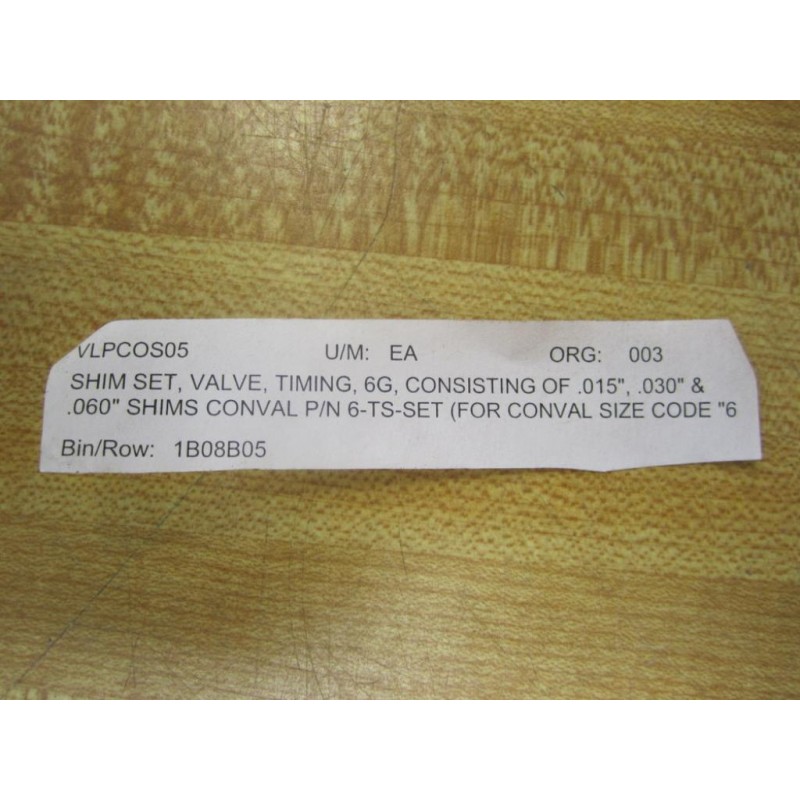 VLPCOS05 U/M: EA ORG: 003
SHIM SET, VALVE, TIMING, 6G, CONSISTING OF .015", .030" &
.060" SHIMS CONVAL P/N 6-TS-SET (FOR CONVAL SIZE CODE "6
Bin/Row: 1B08B05